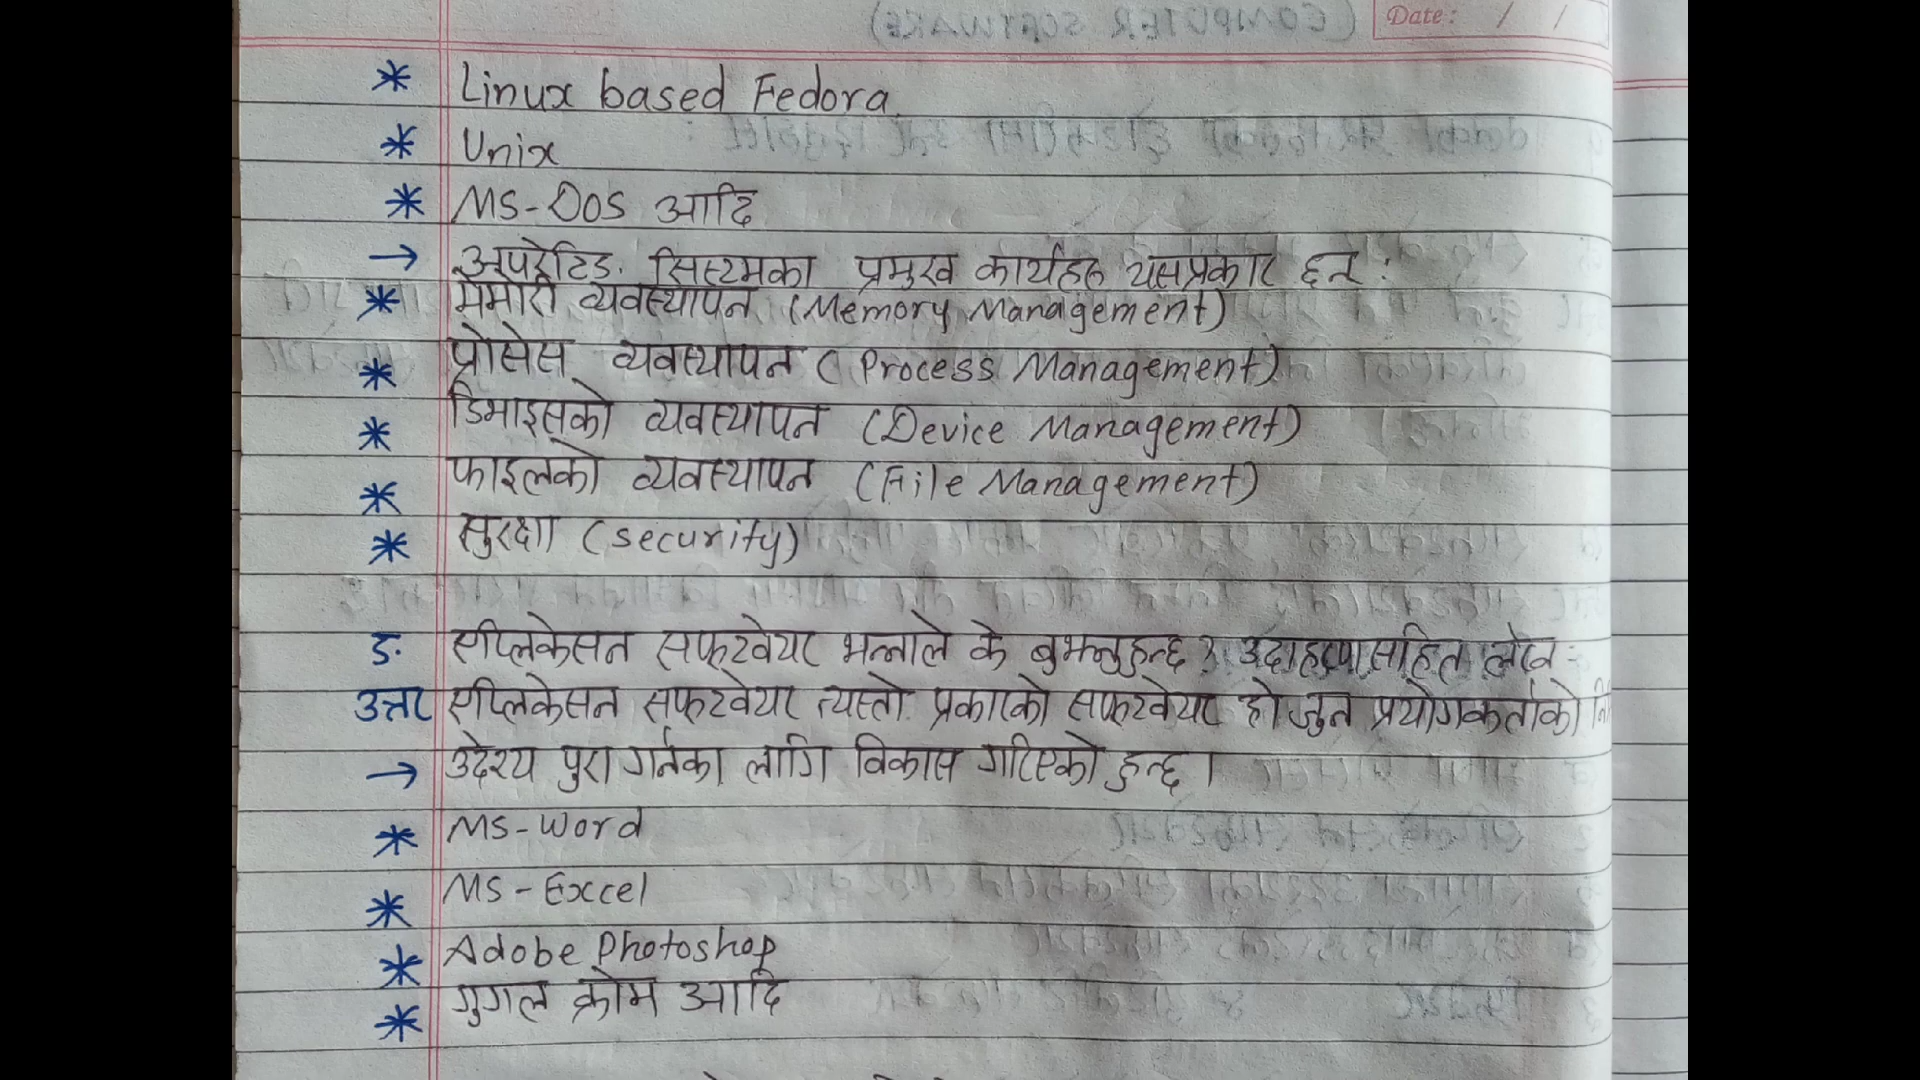 Date: / /
* Linux based Fedora
* Unix
* MS-DOS आदि
→ अपरेटिङ सिस्टमका प्रमुख कार्यहरु यसप्रकार छन् :
* मेमोरी व्यवस्थापन (Memory Management)
* प्रोसेस् व्यवस्थापन (Process Management)
* डिभाइस्को व्यवस्थापन (Device Management)
* फाइलको व्यवस्थापन (File Management)
* सुरक्षा (security)
ङ. एप्लिकेसन सफ्टवेयर भन्नाले के बुझ्नुहुन्छ ? उदाहरणसहित लेख
उत्तर एप्लिकेसन सफ्टवेयर त्यस्तो प्रकारको सफ्टवेयर हो जुन प्रयोगकर्ताको
→ उदेश्य पुरा गर्नका लागि विकास गरिएको हुन्छ ।
* MS-Word
* MS-Excel
* Adobe Photoshop
* गुगल क्रोम आदि